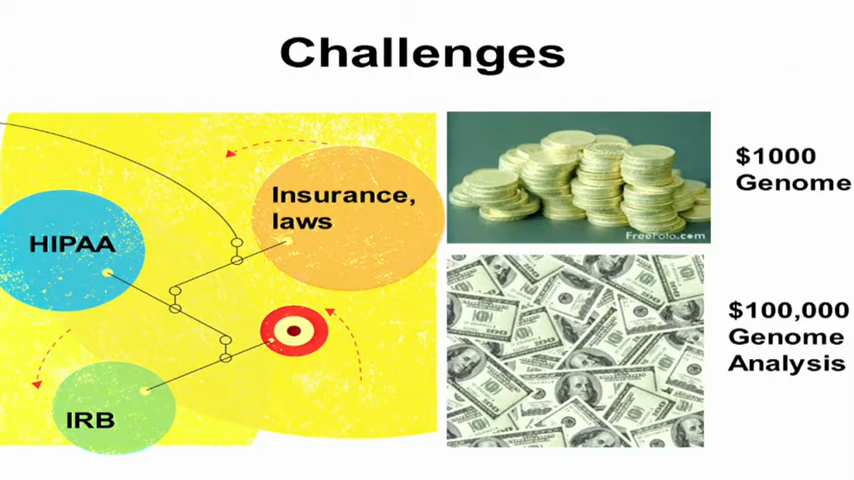 Challenges
Insurance,
laws
HIPAA
IRB
FreeFoto.com
$1000
Genome
$100,000
Genome
Analysis